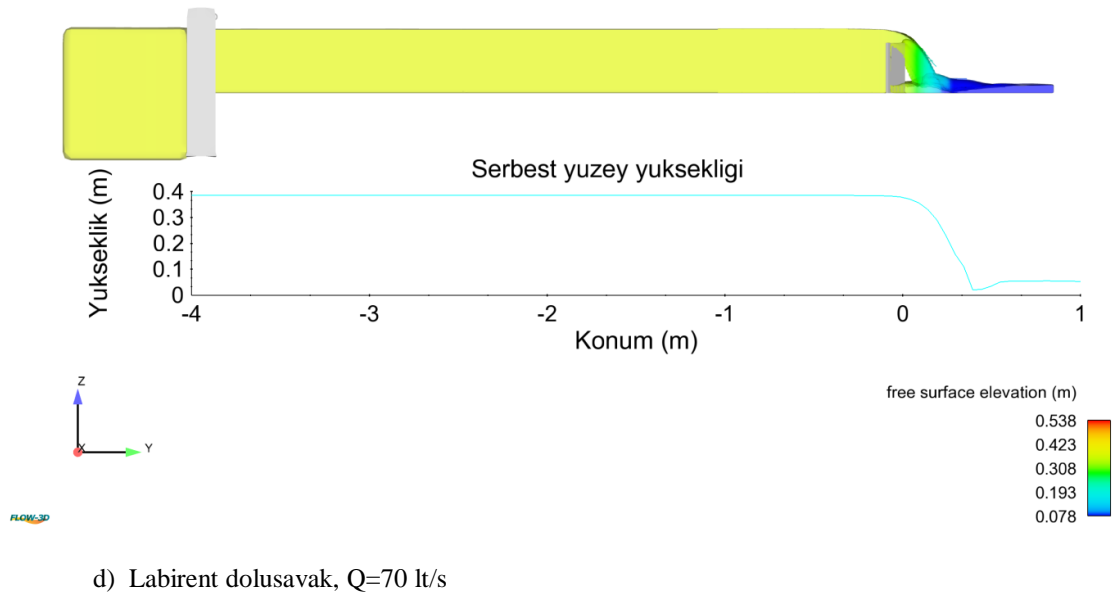 Serbest yuzey yuksekligi
Yukseklik (m)
0.4
0.3
0.2
0.1
0
-4 -3 -2 -1 0 1
Konum (m)
Z
X
Y
free surface elevation (m)
0.538
0.423
0.308
0.193
0.078
FLOW-3D
d) Labirent dolusavak, Q=70 lt/s